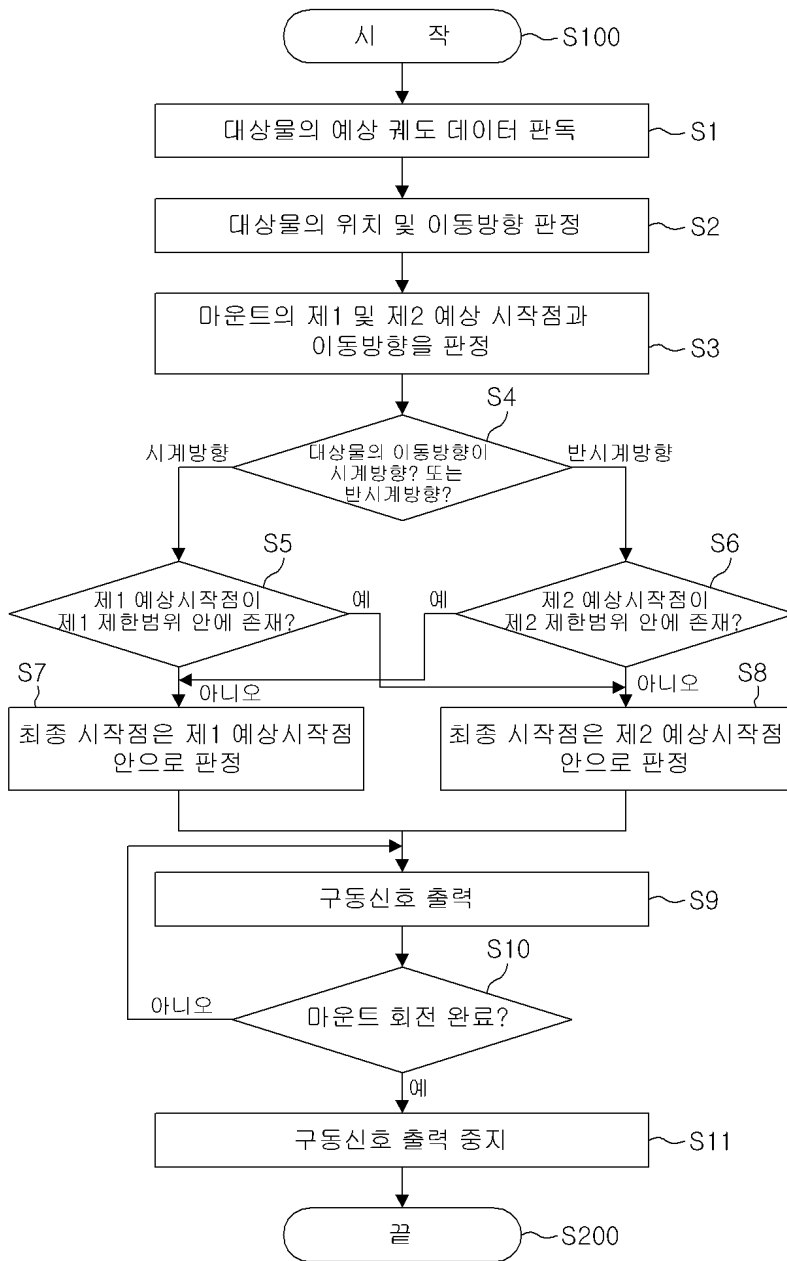 시 작
S100
대상물의 예상 궤도 데이터 판독
S1
대상물의 위치 및 이동방향 판정
S2
마운트의 제1 및 제2 예상 시작점과
이동방향을 판정
S3
S4
시계방향
대상물의 이동방향이
시계방향? 또는
반시계방향?
반시계방향
S5
제1 예상시작점이
제1 제한범위 안에 존재?
예
S6
예
제2 예상시작점이
제2 제한범위 안에 존재?
S7
아니오
최종 시작점은 제1 예상시작점
안으로 판정
아니오
S8
최종 시작점은 제2 예상시작점
안으로 판정
구동신호 출력
S9
S10
아니오
마운트 회전 완료?
예
구동신호 출력 중지
S11
끝
S200